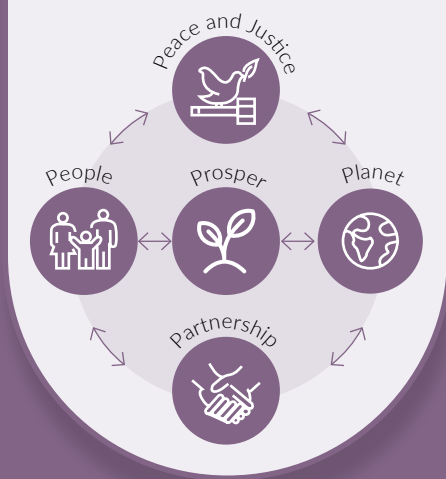 Peace and Justice
People
Prosper
Planet
Partnership